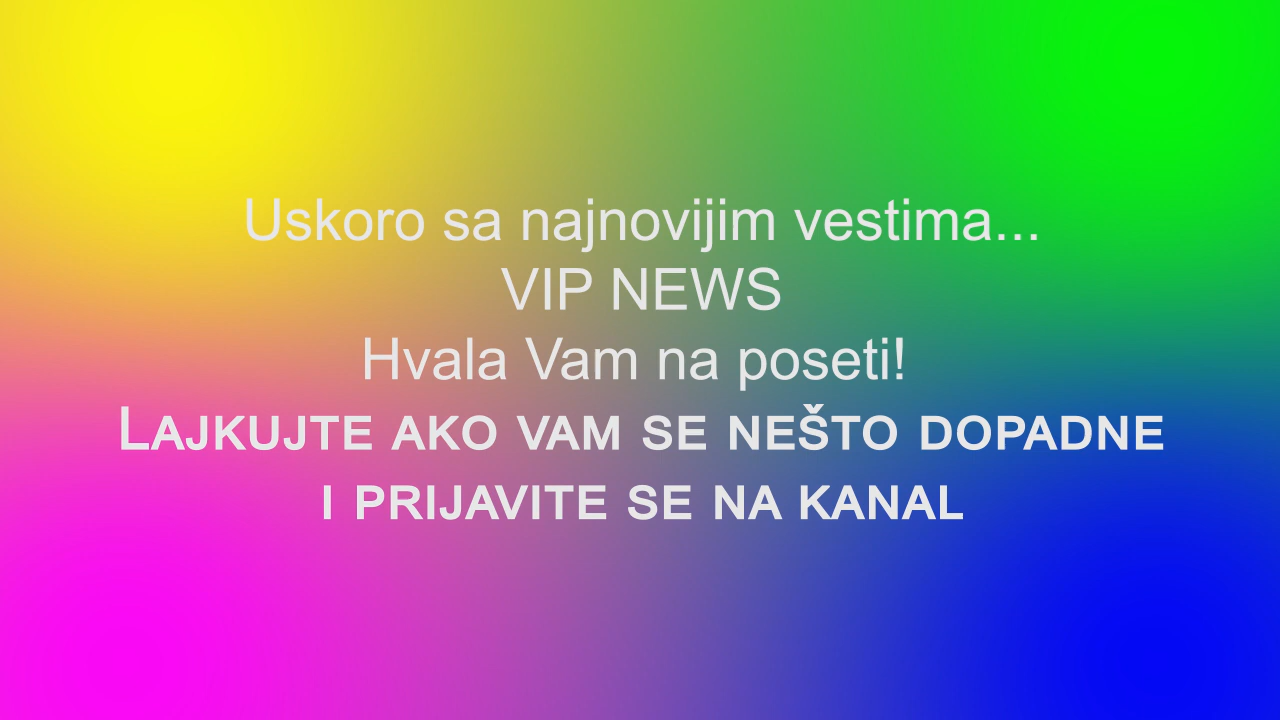 Uskoro sa najnovijim vestima...
VIP NEWS
Hvala Vam na poseti!
LAJKUJTE AKO VAM SE NEŠTO DOPADNE
I PRIJAVITE SE NA KANAL